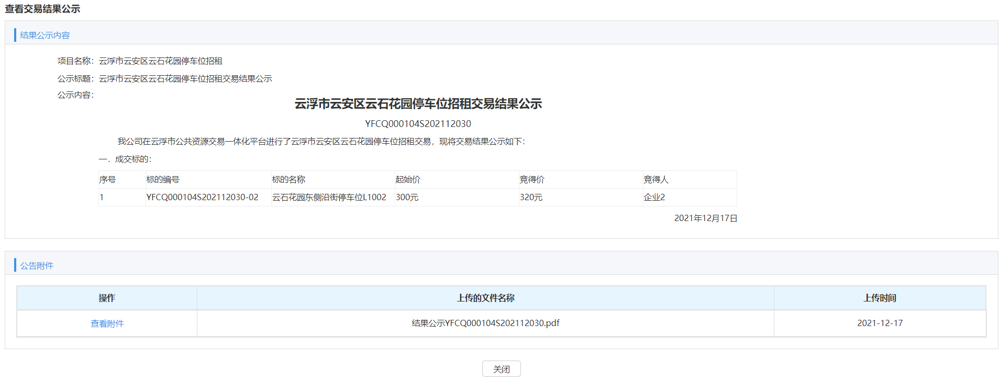 查看交易结果公示
结果公示内容
项目名称：云浮市云安区云石花园停车位招租
公示标题：云浮市云安区云石花园停车位招租交易结果公示
公示内容：
云浮市云安区云石花园停车位招租交易结果公示
YFCQ000104S202112030
我公司在云浮市公共资源交易一体化平台进行了云浮市云安区云石花园停车位招租交易，现将交易结果公示如下：
一．成交标的：
序号 标的编号 标的名称 起始价 竞得价 竞得人
1 YFCQ000104S202112030-02 云石花园东侧沿街停车位L1002 300元 320元 企业2
2021年12月17日
公告附件
操作 上传的文件名称 上传时间
查看附件 结果公示YFCQ000104S202112030.pdf 2021-12-17
关闭